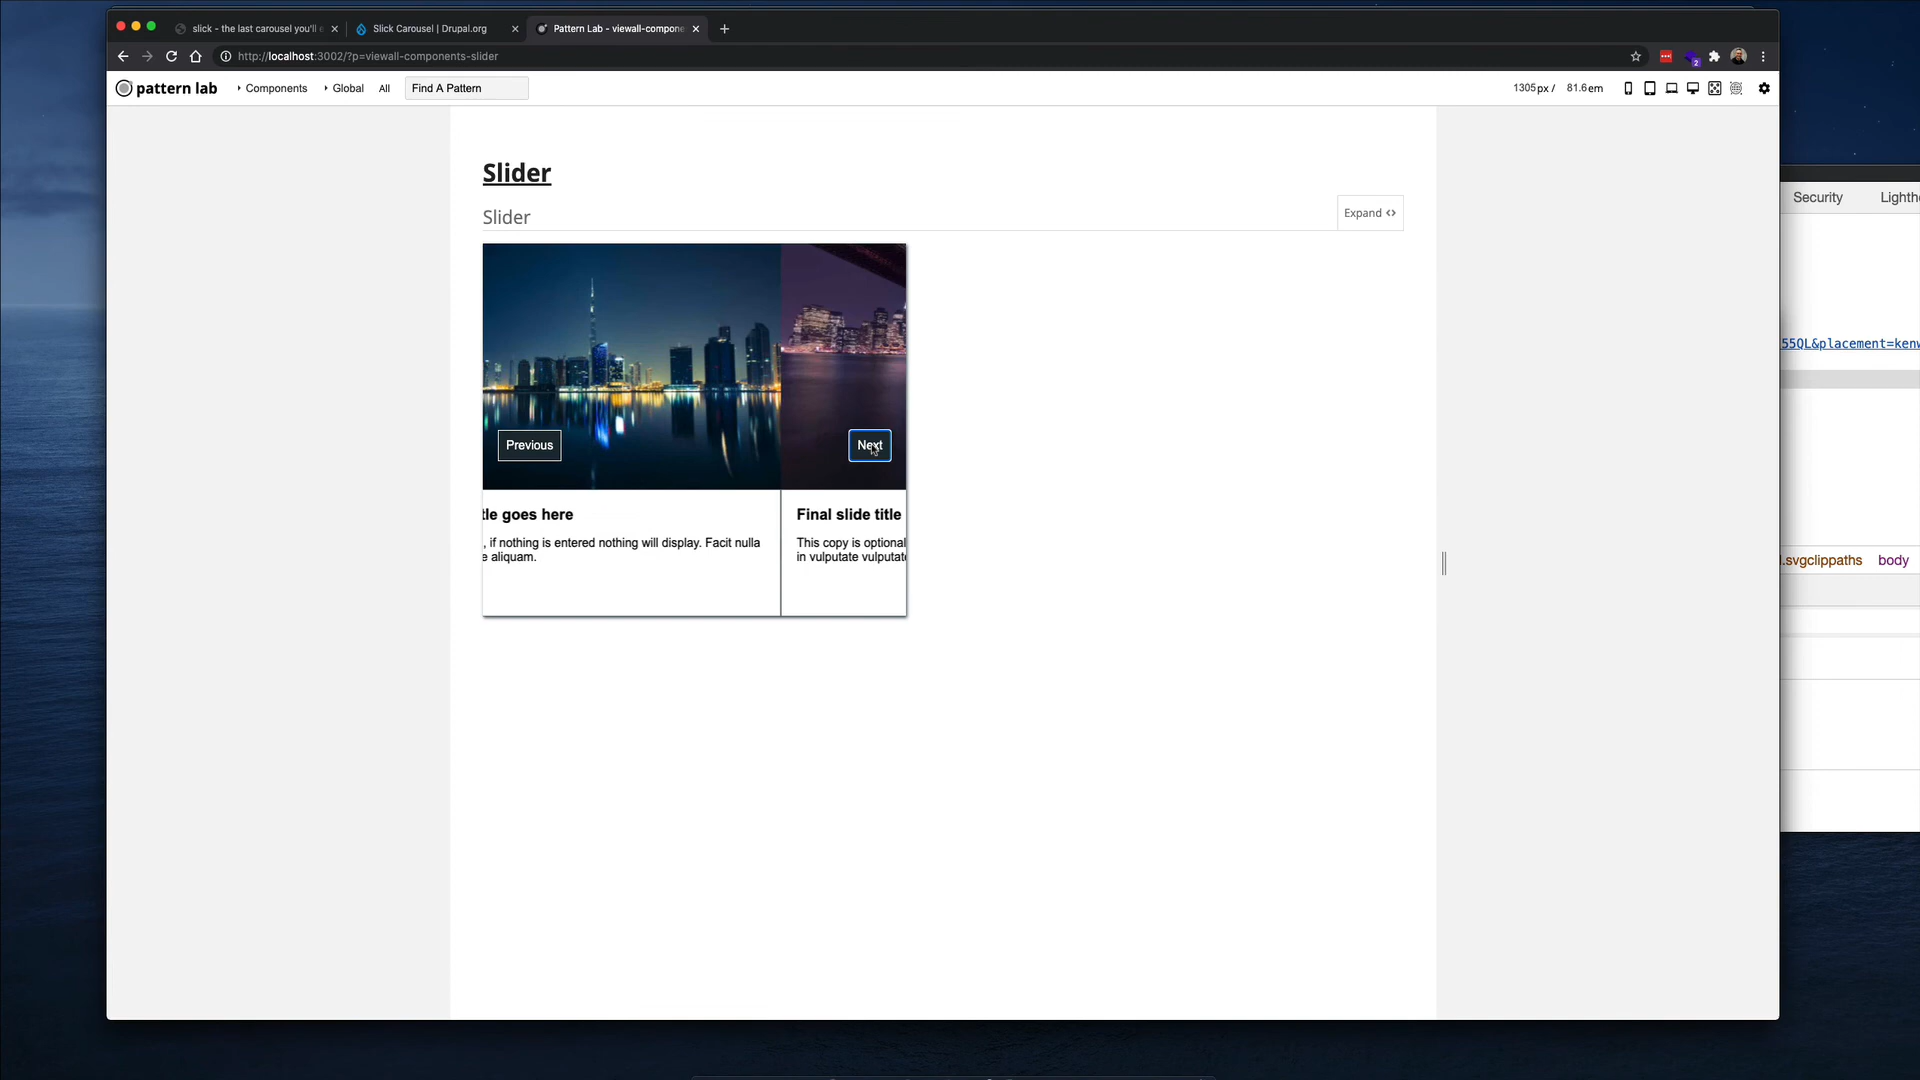 slick - the last carousel you'll
Slick Carousel | Drupal.org
Pattern Lab - viewall-compone
http://localhost:3002/?p=viewall-components-slider
2
pattern lab
Components
Global
All
Find A Pattern
1305px / 81.6em
Slider
Slider
Expand
Previous
Next
tle goes here
, if nothing is entered nothing will display. Facit nulla
e aliquam.
Final slide title
This copy is optional
in vulputate vulputat
Security
Lighth
55QL&placement=kenw
.svgclippaths
body